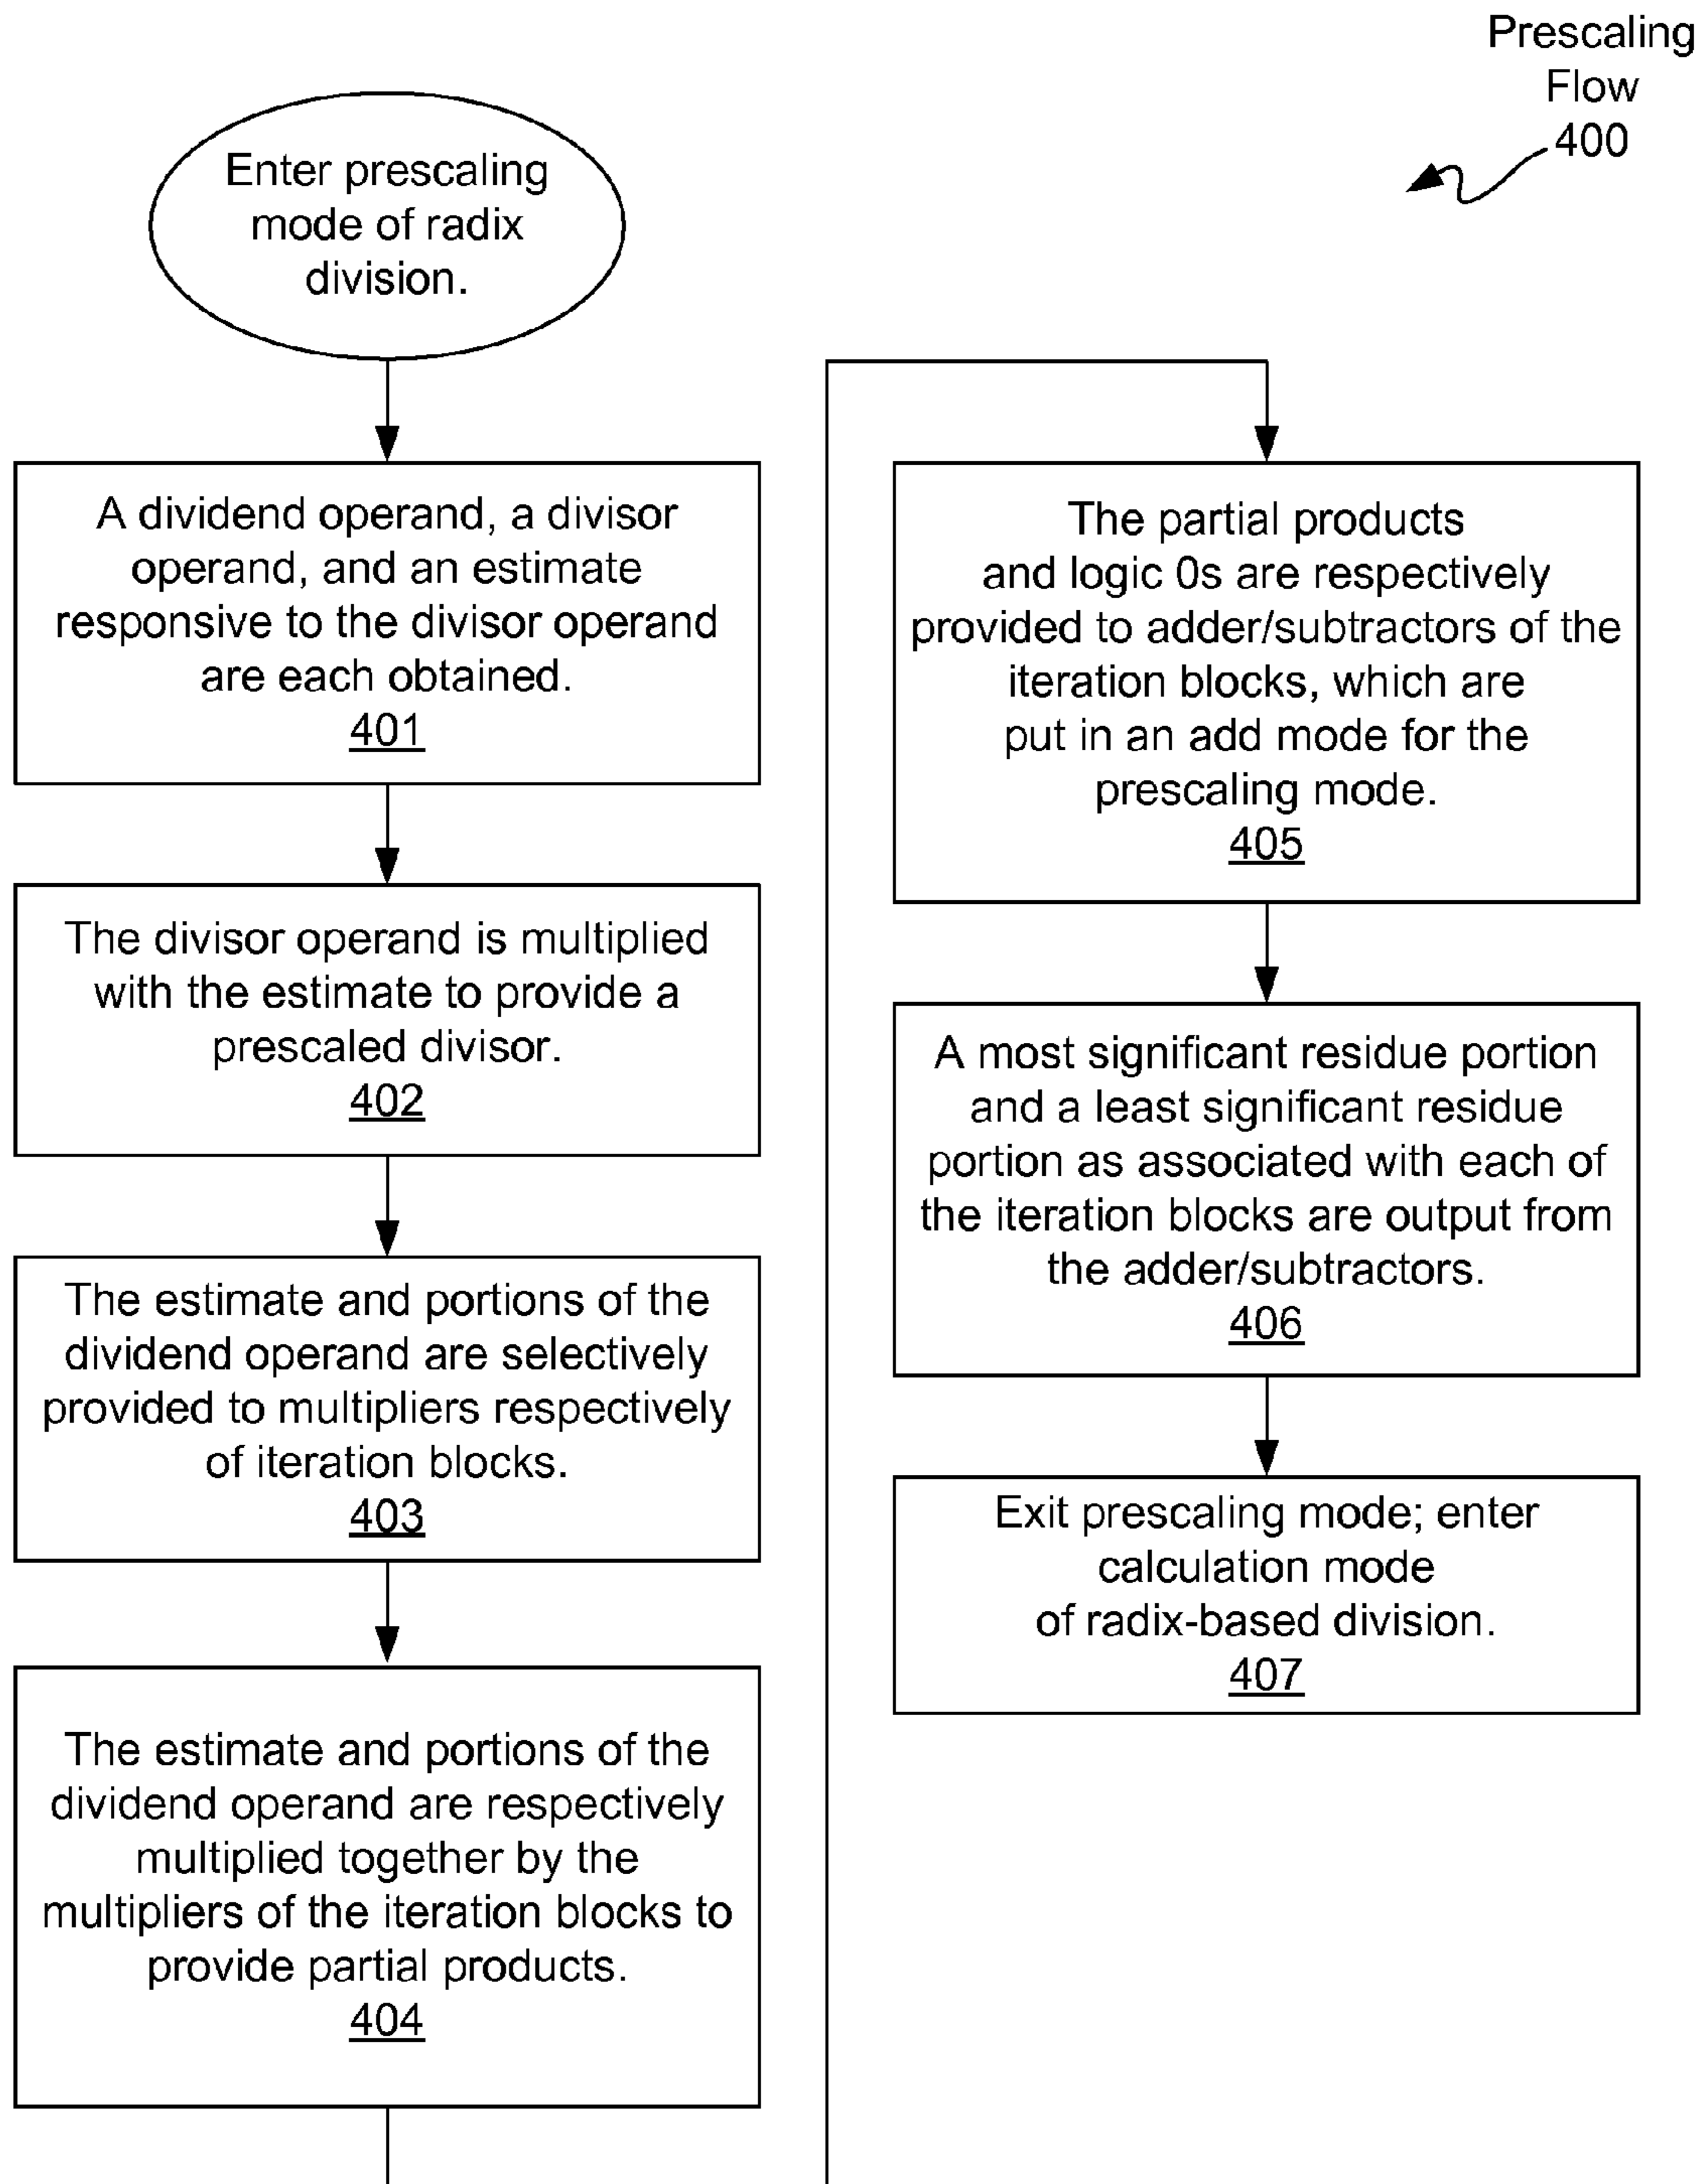 Prescaling
Flow
400
Enter prescaling
mode of radix
division.
A dividend operand, a divisor
operand, and an estimate
responsive to the divisor operand
are each obtained.
401
The divisor operand is multiplied
with the estimate to provide a
prescaled divisor.
402
The estimate and portions of the
dividend operand are selectively
provided to multipliers respectively
of iteration blocks.
403
The estimate and portions of the
dividend operand are respectively
multiplied together by the
multipliers of the iteration blocks to
provide partial products.
404
The partial products
and logic 0s are respectively
provided to adder/subtractors of the
iteration blocks, which are
put in an add mode for the
prescaling mode.
405
A most significant residue portion
and a least significant residue
portion as associated with each of
the iteration blocks are output from
the adder/subtractors.
406
Exit prescaling mode; enter
calculation mode
of radix-based division.
407